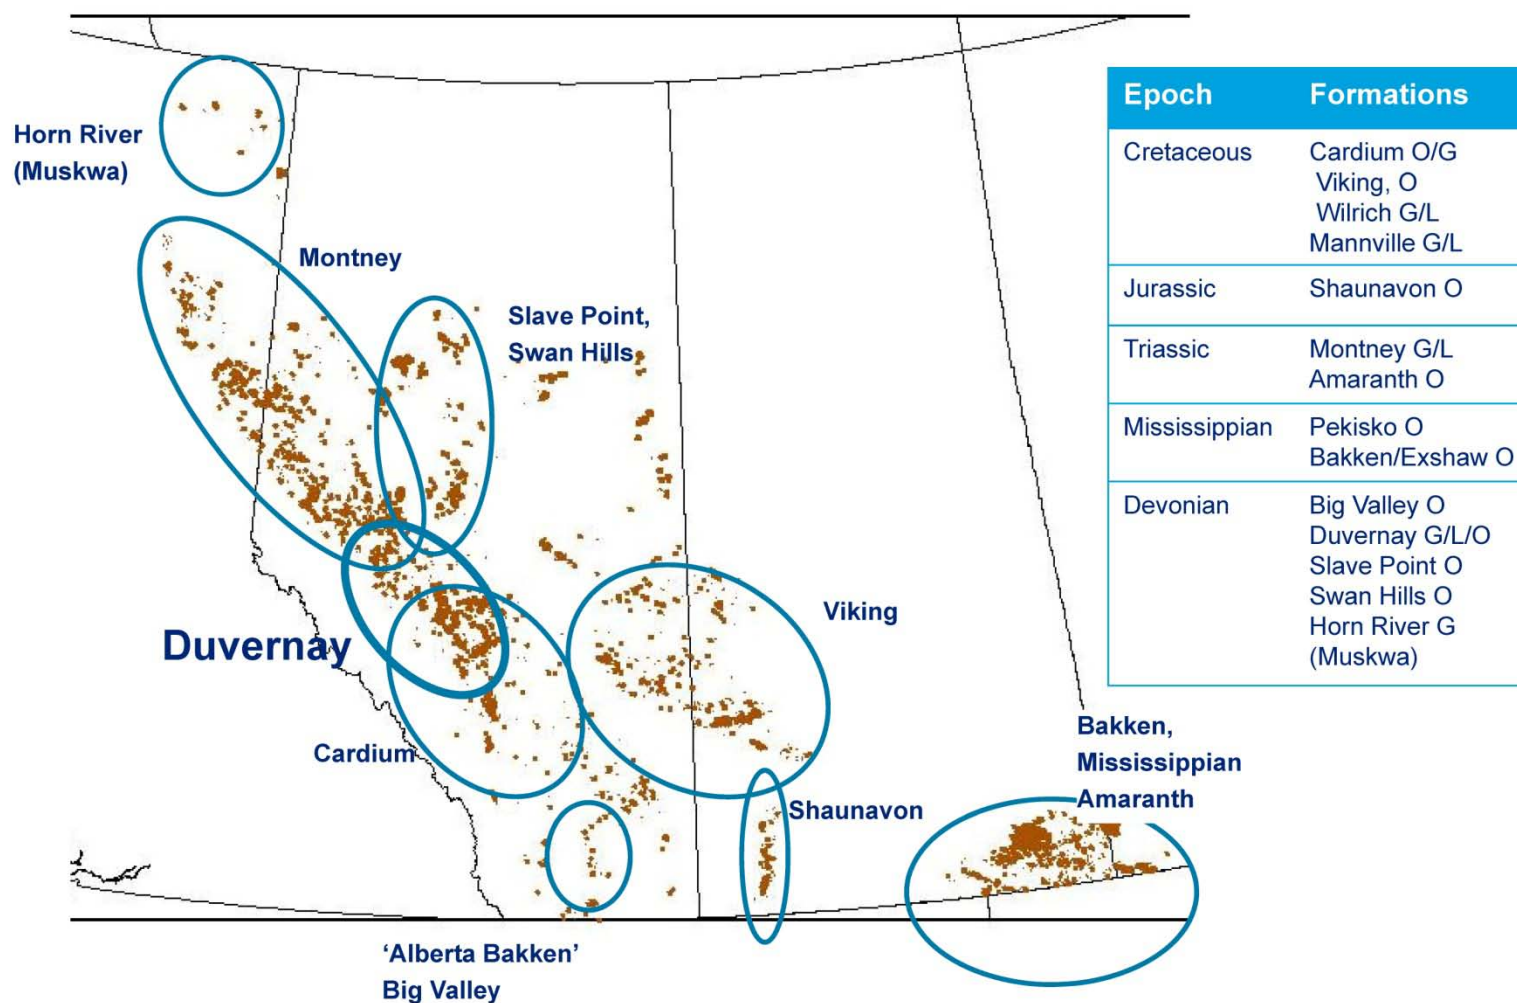 Horn River
(Muskwa)
Montney
Slave Point,
Swan Hills
Duvernay
Viking
Cardium
Shaunavon
Bakken,
Mississippian
Amaranth
‘Alberta Bakken’
Big Valley
Epoch Formations
Cretaceous Cardium O/G
Viking, O
Wilrich G/L
Mannville G/L
Jurassic Shaunavon O
Triassic Montney G/L
Amaranth O
Mississippian Pekisko O
Bakken/Exshaw O
Devonian Big Valley O
Duvernay G/L/O
Slave Point O
Swan Hills O
Horn River G
(Muskwa)